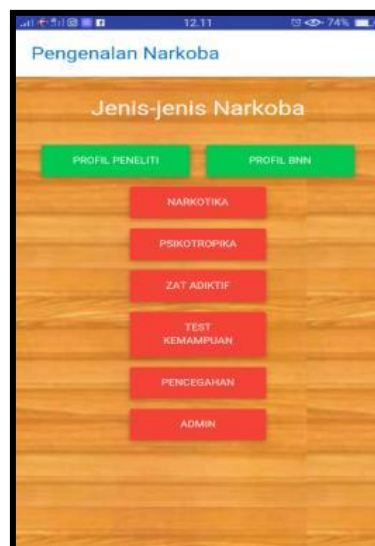 12.11
74%
Pengenalan Narkoba
Jenis-jenis Narkoba
PROFIL PENELITI
PROFIL BNN
NARKOTIKA
PSIKOTROPIKA
ZAT ADIKTIF
TEST
KEMAMPUAN
PENCEGAHAN
ADMIN